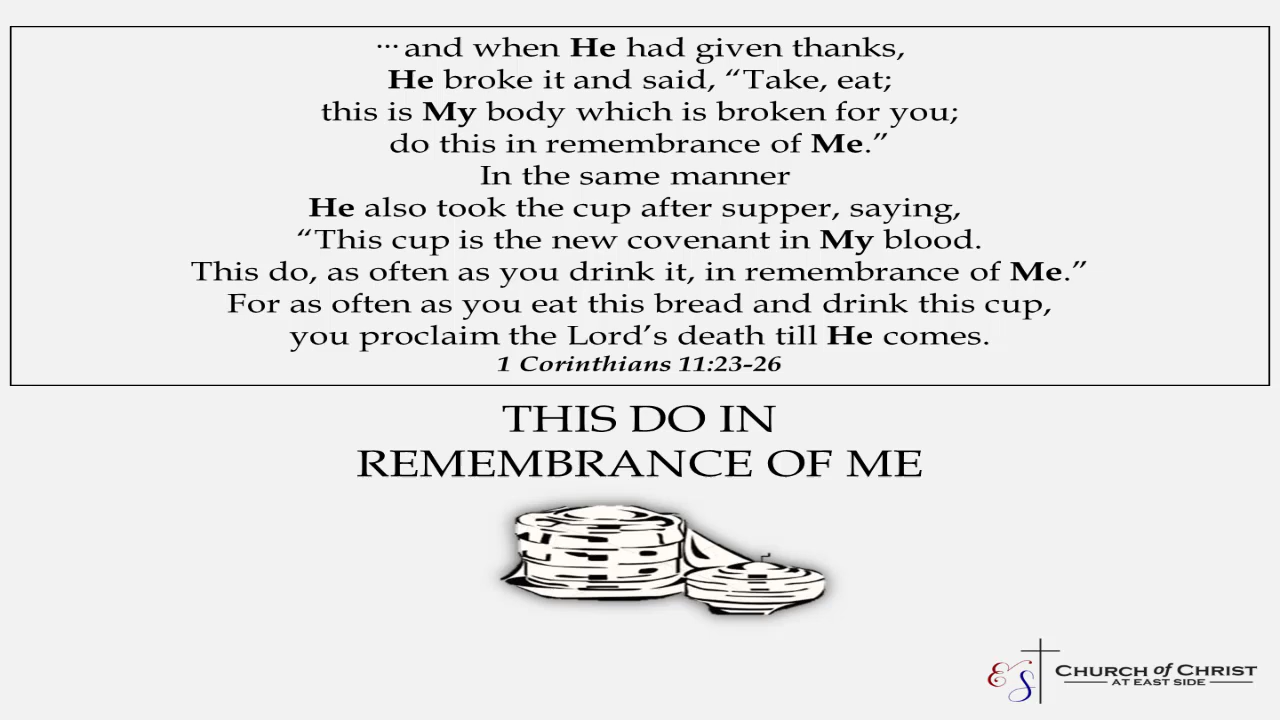 ... and when He had given thanks,
He broke it and said, “Take, eat;
this is My body which is broken for you;
do this in remembrance of Me.”
In the same manner
He also took the cup after supper, saying,
“This cup is the new covenant in My blood.
This do, as often as you drink it, in remembrance of Me.”
For as often as you eat this bread and drink this cup,
you proclaim the Lord’s death till He comes.
1 Corinthians 11:23-26
THIS DO IN
REMEMBRANCE OF ME
ES
CHURCH of CHRIST
AT EAST SIDE